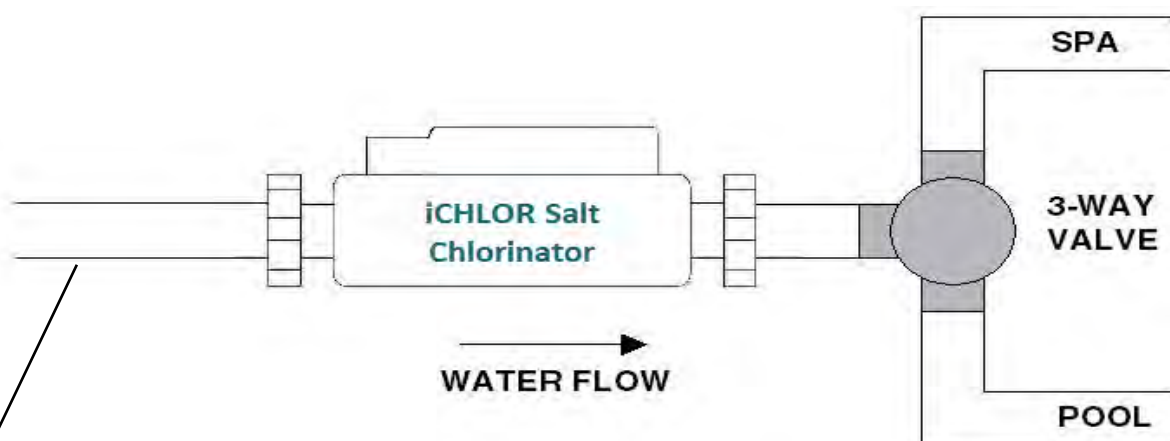 SPA
iCHLOR Salt
Chlorinator
3-WAY
VALVE
WATER FLOW
POOL